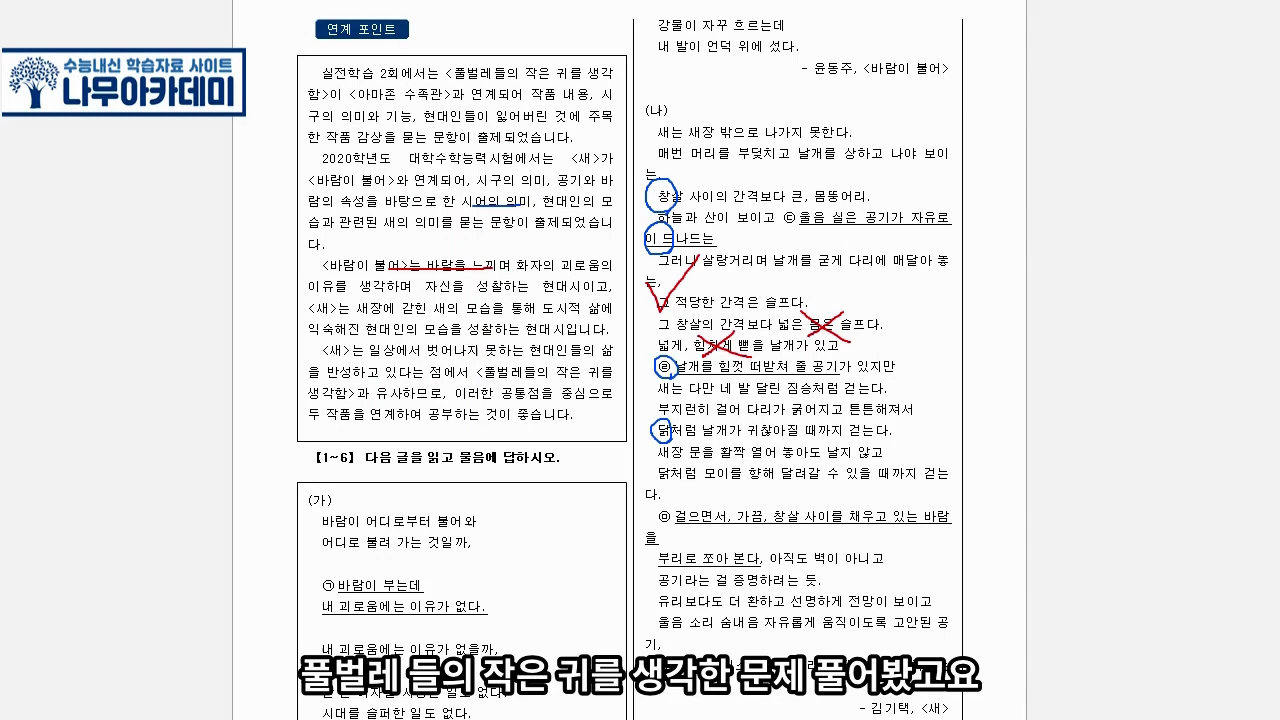 수능내신 학습자료 사이트
나무아카데미
연계 포인트
실전학습 2회에서는 <풀벌레들의 작은 귀를 생각
함>이 <아마존 수족관>과 연계되어 작품 내용, 시
구의 의미와 기능, 현대인들이 잃어버린 것에 주목
한 작품 감상을 묻는 문항이 출제되었습니다.
2020학년도 대학수학능력시험에서는 <새>가
<바람이 불어>와 연계되어, 시구의 의미, 공기와 바
람의 속성을 바탕으로 한 시어의 의미, 현대인의 모
습과 관련된 새의 의미를 묻는 문항이 출제되었습니
다.
<바람이 불어>는 바람을 느끼며 화자의 괴로움의
이유를 생각하며 자신을 성찰하는 현대시이고,
<새>는 새장에 갇힌 새의 모습을 통해 도시적 삶에
익숙해진 현대인의 모습을 성찰하는 현대시입니다.
<새>는 일상에서 벗어나지 못하는 현대인들의 삶
을 반성하고 있다는 점에서 <풀벌레들의 작은 귀를
생각함>과 유사하므로, 이러한 공통점을 중심으로
두 작품을 연계하여 공부하는 것이 좋습니다.
【1~6】 다음 글을 읽고 물음에 답하시오.
(가)
바람이 어디로부터 불어와
어디로 불려 가는 것일까,
㉠ 바람이 부는데
내 괴로움에는 이유가 없다.
내 괴로움에는 이유가 없을까,
시대를 슬퍼한 일도 없다.
강물이 자꾸 흐르는데
내 발이 언덕 위에 섰다.
- 윤동주, <바람이 불어>
(나)
새는 새장 밖으로 나가지 못한다.
매번 머리를 부딪치고 날개를 상하고 나야 보이
는,
창살 사이의 간격보다 큰, 몸뚱어리.
하늘과 산이 보이고 ㉢ 울음 실은 공기가 자유로
이 드나드는
그러나 살랑거리며 날개를 굳게 다리에 매달아 놓
는,
그 적당한 간격은 슬프다.
그 창살의 간격보다 넓은 몸은 슬프다.
넓게, 힘차게 뻗을 날개가 있고
㉣ 날개를 힘껏 떠받쳐 줄 공기가 있지만
새는 다만 네 발 달린 짐승처럼 걷는다.
부지런히 걸어 다리가 굵어지고 튼튼해져서
닭처럼 날개가 귀찮아질 때까지 걷는다.
새장 문을 활짝 열어 놓아도 날지 않고
닭처럼 모이를 향해 달려갈 수 있을 때까지 걷는
다.
㉤ 걸으면서, 가끔, 창살 사이를 채우고 있는 바람
을
부리로 쪼아 본다, 아직도 벽이 아니고
공기라는 걸 증명하려는 듯.
유리보다도 더 환하고 선명하게 전망이 보이고
울음 소리 숨내음 자유롭게 움직이도록 고안된 공
기,
- 김기택, <새>
풀벌레 들의 작은 귀를 생각한 문제 풀어봤고요